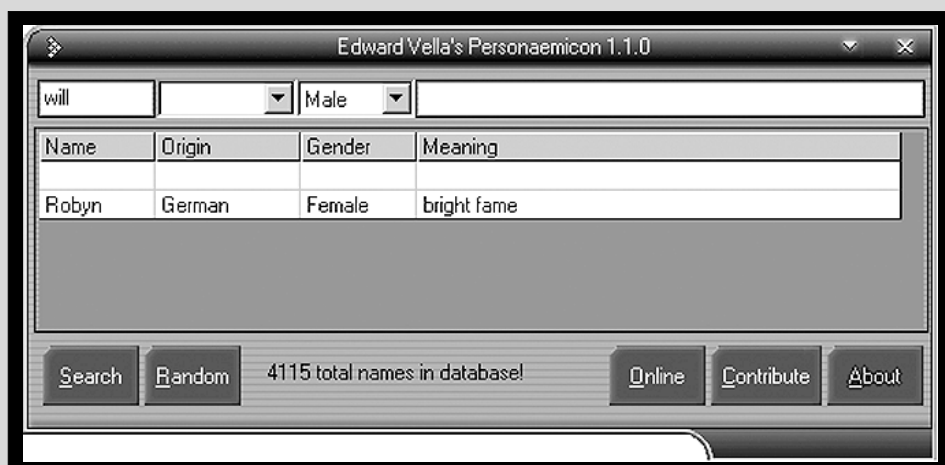 Edward Vella's Personaemicon 1.1.0
will Male
Name Origin Gender Meaning
Robyn German Female bright fame
Search Random 4115 total names in database! Online Contribute About